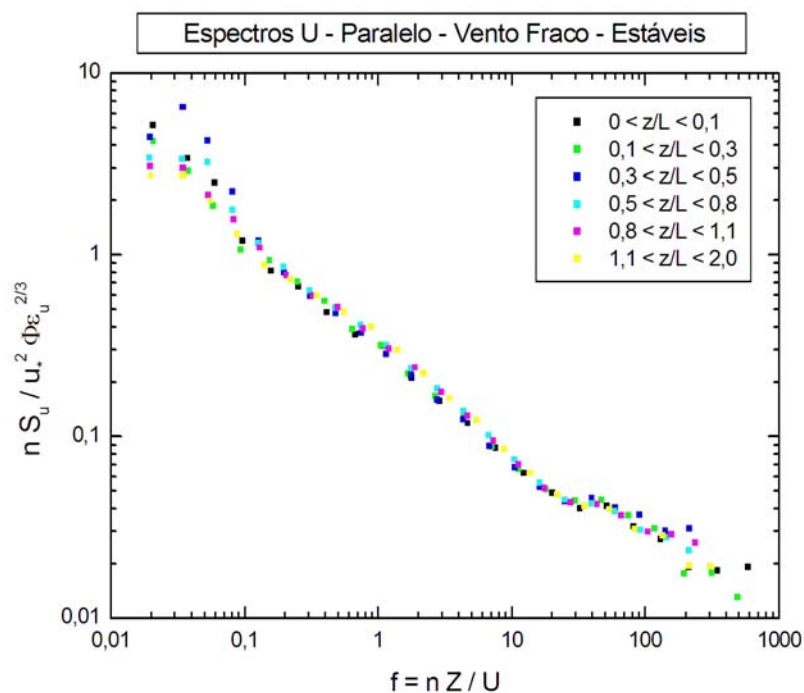 Espectros U - Paralelo - Vento Fraco - Estáveis
10
1
0,1
0,01
n S_u / u_*^2 Φε_u^2/3
0 < z/L < 0,1
0,1 < z/L < 0,3
0,3 < z/L < 0,5
0,5 < z/L < 0,8
0,8 < z/L < 1,1
1,1 < z/L < 2,0
0,01 0,1 1 10 100 1000
f = n Z / U